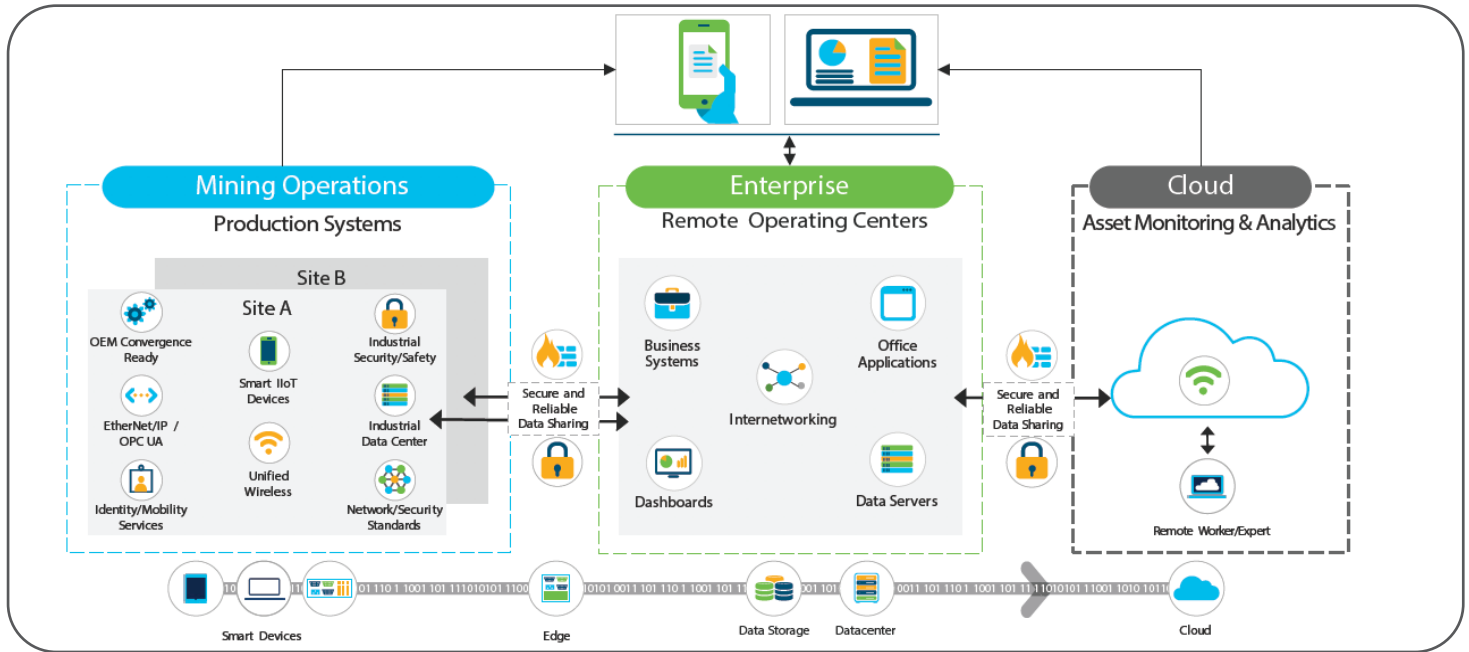 Mining Operations
Production Systems
Site B
Site A
OEM Convergence
Ready
Smart IIoT
Devices
Industrial
Security/Safety
EtherNet/IP /
OPC UA
Unified
Wireless
Industrial
Data Center
Identity/Mobility
Services
Network/Security
Standards
Secure and
Reliable
Data Sharing
Enterprise
Remote Operating Centers
Business
Systems
Office
Applications
Internetworking
Dashboards
Data Servers
Secure and
Reliable
Data Sharing
Cloud
Asset Monitoring & Analytics
Remote Worker/Expert
Smart Devices
Edge
Data Storage
Datacenter
Cloud